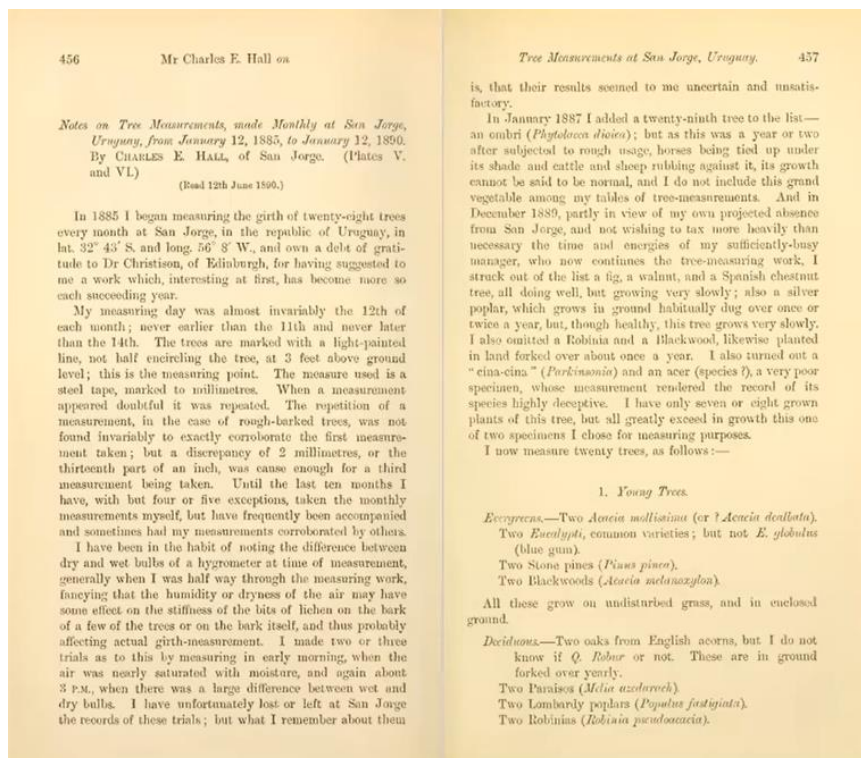 456 Mr Charles E. Hall on
Notes on Tree Measurements, made Monthly at San Jorge,
Uruguay, from January 12, 1885, to January 12, 1890.
By CHARLES E. HALL, of San Jorge. (Plates V.
and VI.)
(Read 12th June 1890.)
In 1885 I began measuring the girth of twenty-eight trees
every month at San Jorge, in the republic of Uruguay, in
lat. 32° 43′ S. and long. 56° 8′ W., and own a debt of grati-
tude to Dr Christison, of Edinburgh, for having suggested to
me a work which, interesting at first, has become more so
each succeeding year.
My measuring day was almost invariably the 12th of
each month; never earlier than the 11th and never later
than the 14th. The trees are marked with a light-painted
line, not half encircling the tree, at 3 feet above ground
level; this is the measuring point. The measure used is a
steel tape, marked to millimetres. When a measurement
appeared doubtful it was repeated. The repetition of a
measurement, in the case of rough-barked trees, was not
found invariably to exactly corroborate the first measure-
ment taken; but a discrepancy of 2 millimetres, or the
thirteenth part of an inch, was cause enough for a third
measurement being taken. Until the last ten months I
have, with but four or five exceptions, taken the monthly
measurements myself, but have frequently been accompanied
and sometimes had my measurements corroborated by others.
I have been in the habit of noting the difference between
dry and wet bulbs of a hygrometer at time of measurement,
generally when I was half way through the measuring work,
fancying that the humidity or dryness of the air may have
some effect on the stiffness of the bits of lichen on the bark
of a few of the trees or on the bark itself, and thus probably
affecting actual girth-measurement. I made two or three
trials as to this by measuring in early morning, when the
air was nearly saturated with moisture, and again about
3 P.M., when there was a large difference between wet and
dry bulbs. I have unfortunately lost or left at San Jorge
the records of these trials; but what I remember about them
Tree Measurements at San Jorge, Uruguay. 457
is, that their results seemed to me uncertain and unsatis-
factory.
In January 1887 I added a twenty-ninth tree to the list—
an ombri (Phytolacca dioica); but as this was a year or two
after subjected to rough usage, horses being tied up under
its shade and cattle and sheep rubbing against it, its growth
cannot be said to be normal, and I do not include this grand
vegetable among my tables of tree-measurements. And in
December 1889, partly in view of my own projected absence
from San Jorge, and not wishing to tax more heavily than
necessary the time and energies of my sufficiently-busy
manager, who now continues the tree-measuring work, I
struck out of the list a fig, a walnut, and a Spanish chestnut
tree, all doing well, but growing very slowly; also a silver
poplar, which grows in ground habitually dug over once or
twice a year, but, though healthy, this tree grows very slowly.
I also omitted a Robinia and a Blackwood, likewise planted
in land forked over about once a year. I also turned out a
"cina-cina" (Parkinsonia) and an acer (species ?), a very poor
specimen, whose measurement rendered the record of its
species highly deceptive. I have only seven or eight grown
plants of this tree, but all greatly exceed in growth this one
of two specimens I chose for measuring purposes.
I now measure twenty trees, as follows:—
1. Young Trees.
Evergreens.—Two Acacia mollissima (or ? Acacia dealbata).
Two Eucalypti, common varieties; but not E. globulus
(blue gum).
Two Stone pines (Pinus pinea).
Two Blackwoods (Acacia melanoxylon).
All these grow on undisturbed grass, and in enclosed
ground.
Deciduous.—Two oaks from English acorns, but I do not
know if Q. Robur or not. These are in ground
forked over yearly.
Two Paraisos (Melia azedarach).
Two Lombardy poplars (Populus fastigiata).
Two Robinias (Robinia pseudoacacia).